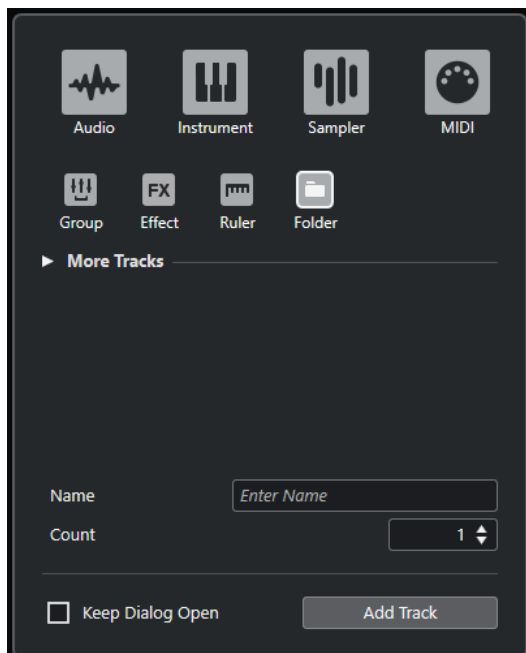 Audio Instrument Sampler MIDI
FX
Group Effect Ruler Folder
More Tracks
Name Enter Name
Count 1
Keep Dialog Open Add Track